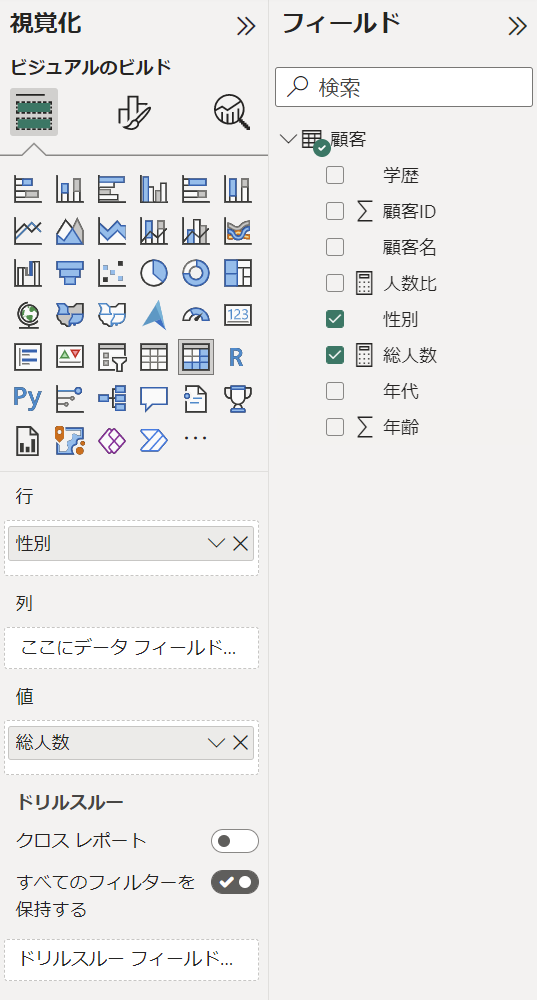 視覚化
ビジュアルのビルド
123
R
Py
行
性別
列
ここにデータ フィールド...
値
総人数
ドリルスルー
クロス レポート
すべてのフィルターを
保持する
ドリルスルー フィールド...
フィールド
検索
顧客
学歴
∑ 顧客ID
顧客名
人数比
性別
総人数
年代
∑ 年齢